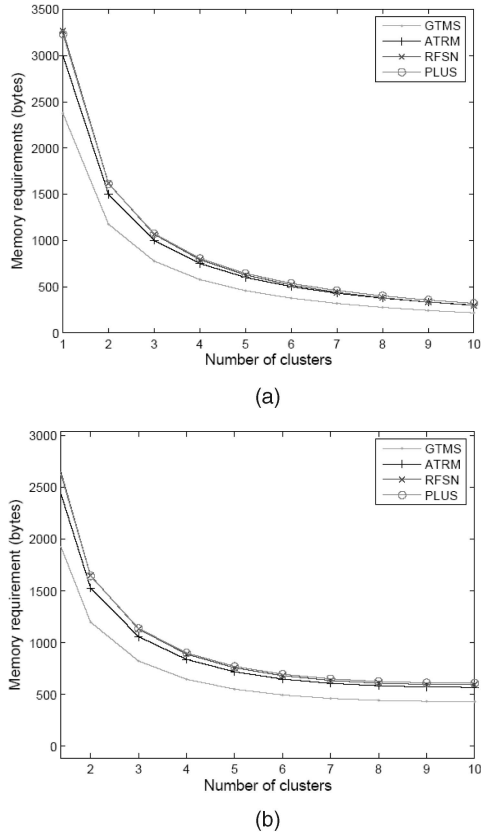 3500
3000
2500
2000
1500
1000
500
0
Memory requirements (bytes)
GTMS
ATRM
RFSN
PLUS
1 2 3 4 5 6 7 8 9 10
Number of clusters
(a)
3000
2500
2000
1500
1000
500
0
Memory requirement (bytes)
GTMS
ATRM
RFSN
PLUS
2 3 4 5 6 7 8 9 10
Number of clusters
(b)